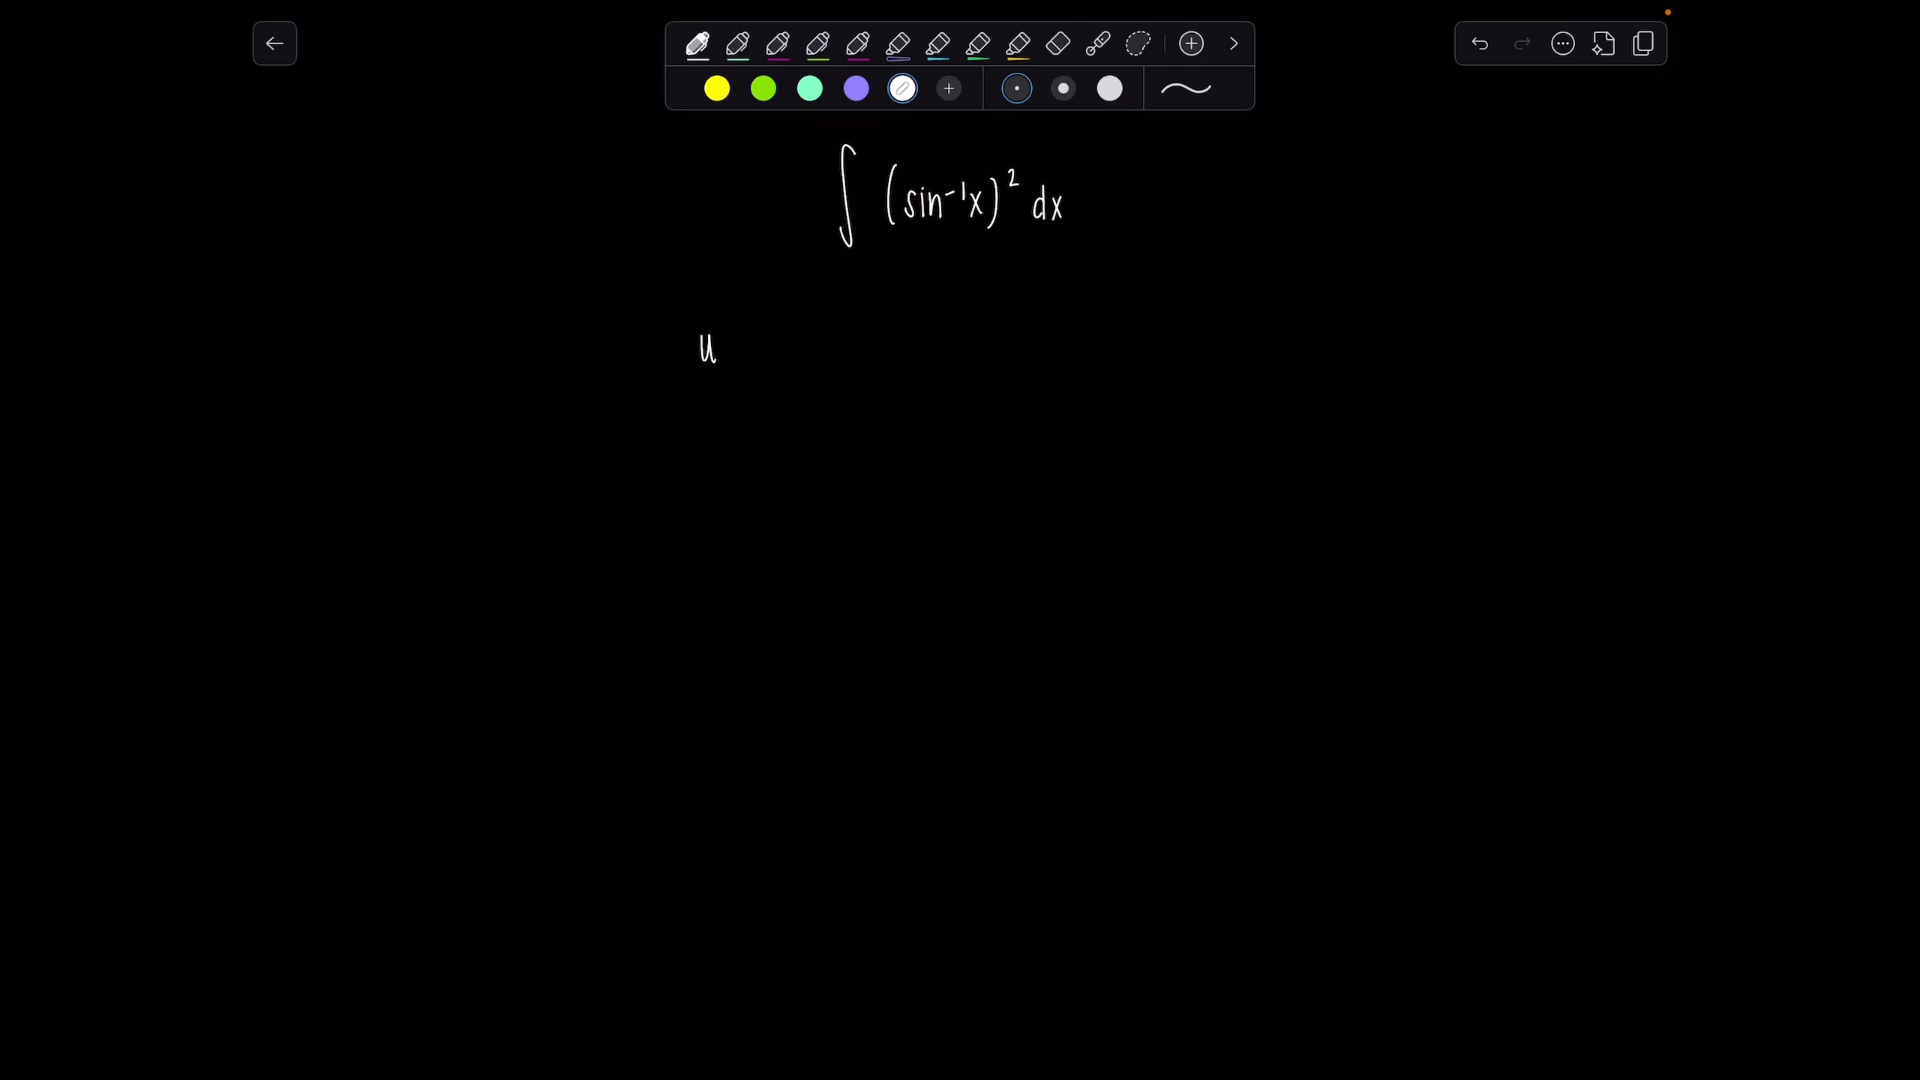 ∫ (sin⁻¹x)² dx
u